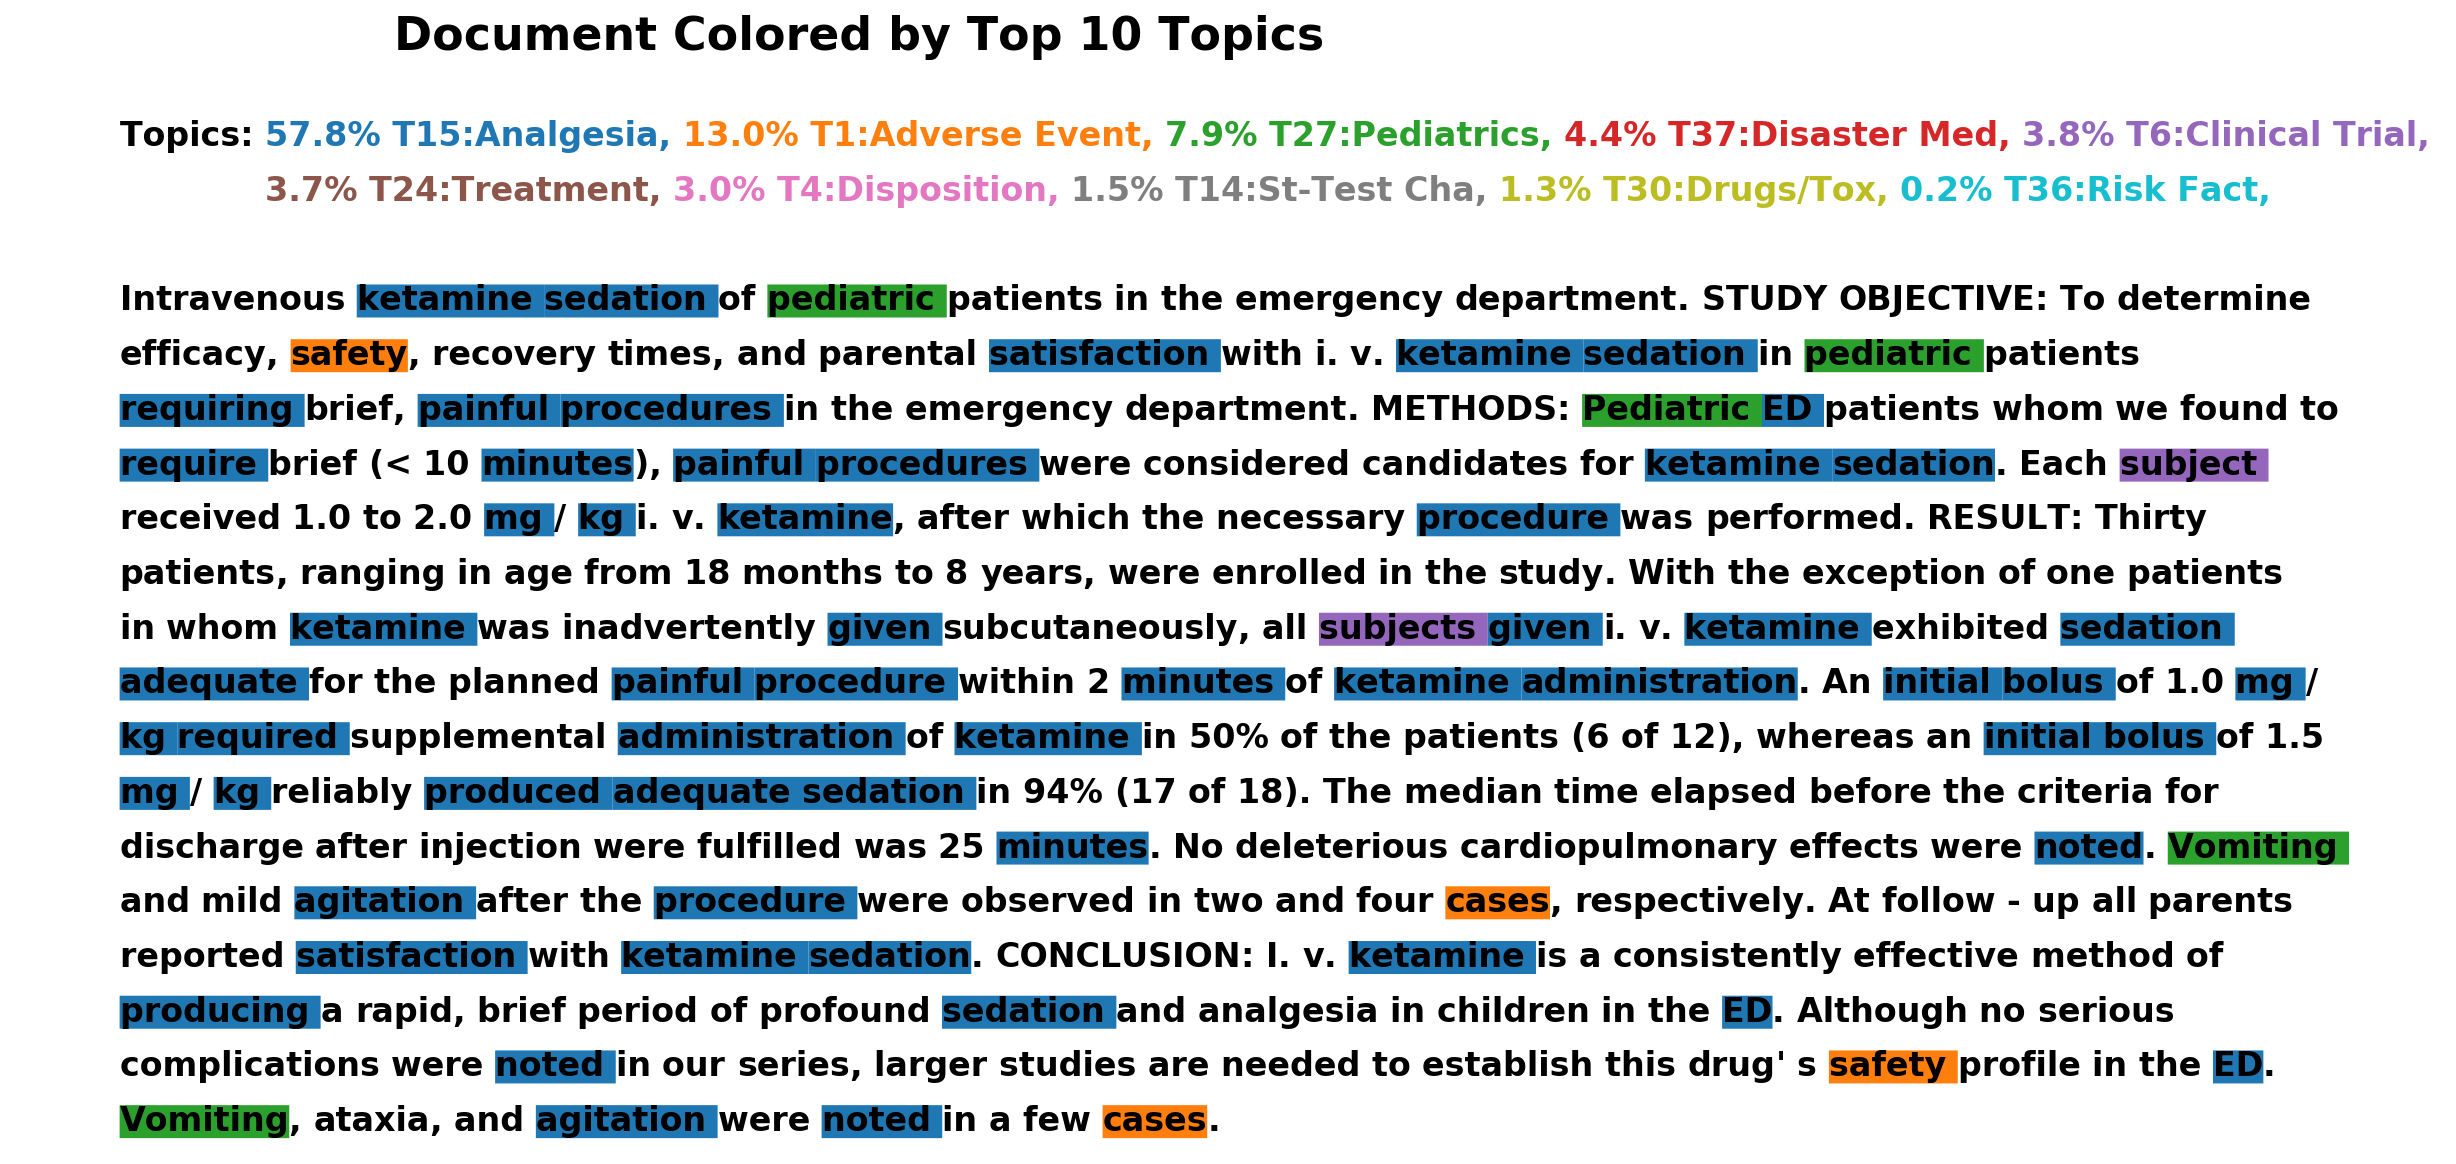 Document Colored by Top 10 Topics
Topics: 57.8% T15:Analgesia, 13.0% T1:Adverse Event, 7.9% T27:Pediatrics, 4.4% T37:Disaster Med, 3.8% T6:Clinical Trial,
3.7% T24:Treatment, 3.0% T4:Disposition, 1.5% T14:St-Test Cha, 1.3% T30:Drugs/Tox, 0.2% T36:Risk Fact,
Intravenous ketamine sedation of pediatric patients in the emergency department. STUDY OBJECTIVE: To determine
efficacy, safety, recovery times, and parental satisfaction with i. v. ketamine sedation in pediatric patients
requiring brief, painful procedures in the emergency department. METHODS: Pediatric ED patients whom we found to
require brief (< 10 minutes), painful procedures were considered candidates for ketamine sedation. Each subject
received 1.0 to 2.0 mg / kg i. v. ketamine, after which the necessary procedure was performed. RESULT: Thirty
patients, ranging in age from 18 months to 8 years, were enrolled in the study. With the exception of one patients
in whom ketamine was inadvertently given subcutaneously, all subjects given i. v. ketamine exhibited sedation
adequate for the planned painful procedure within 2 minutes of ketamine administration. An initial bolus of 1.0 mg /
kg required supplemental administration of ketamine in 50% of the patients (6 of 12), whereas an initial bolus of 1.5
mg / kg reliably produced adequate sedation in 94% (17 of 18). The median time elapsed before the criteria for
discharge after injection were fulfilled was 25 minutes. No deleterious cardiopulmonary effects were noted. Vomiting
and mild agitation after the procedure were observed in two and four cases, respectively. At follow - up all parents
reported satisfaction with ketamine sedation. CONCLUSION: I. v. ketamine is a consistently effective method of
producing a rapid, brief period of profound sedation and analgesia in children in the ED. Although no serious
complications were noted in our series, larger studies are needed to establish this drug' s safety profile in the ED.
Vomiting, ataxia, and agitation were noted in a few cases.